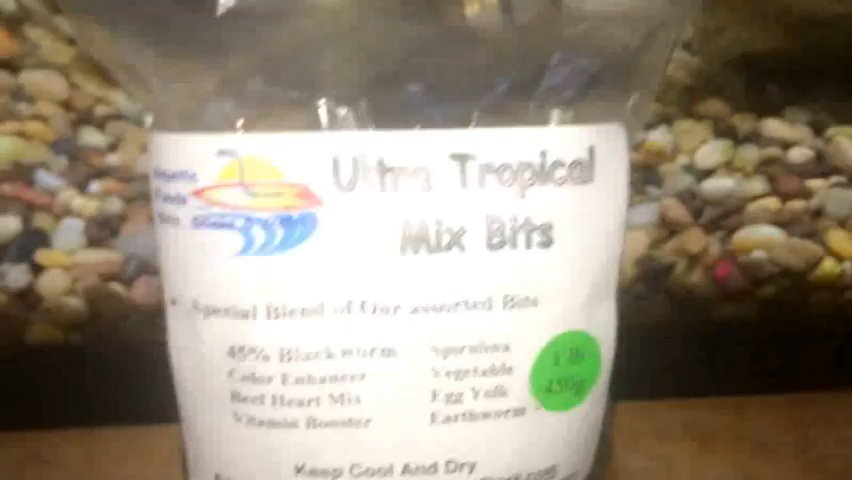 Ultra Tropical
Mix Bits
Special Blend of Our assorted Bits
45% Blackworm
Color Enhancer
Beef Heart Mix
Vitamin Booster
Spirulina
Vegetable
Egg Yolk
Earthworm
1 lb
450g
Keep Cool And Dry